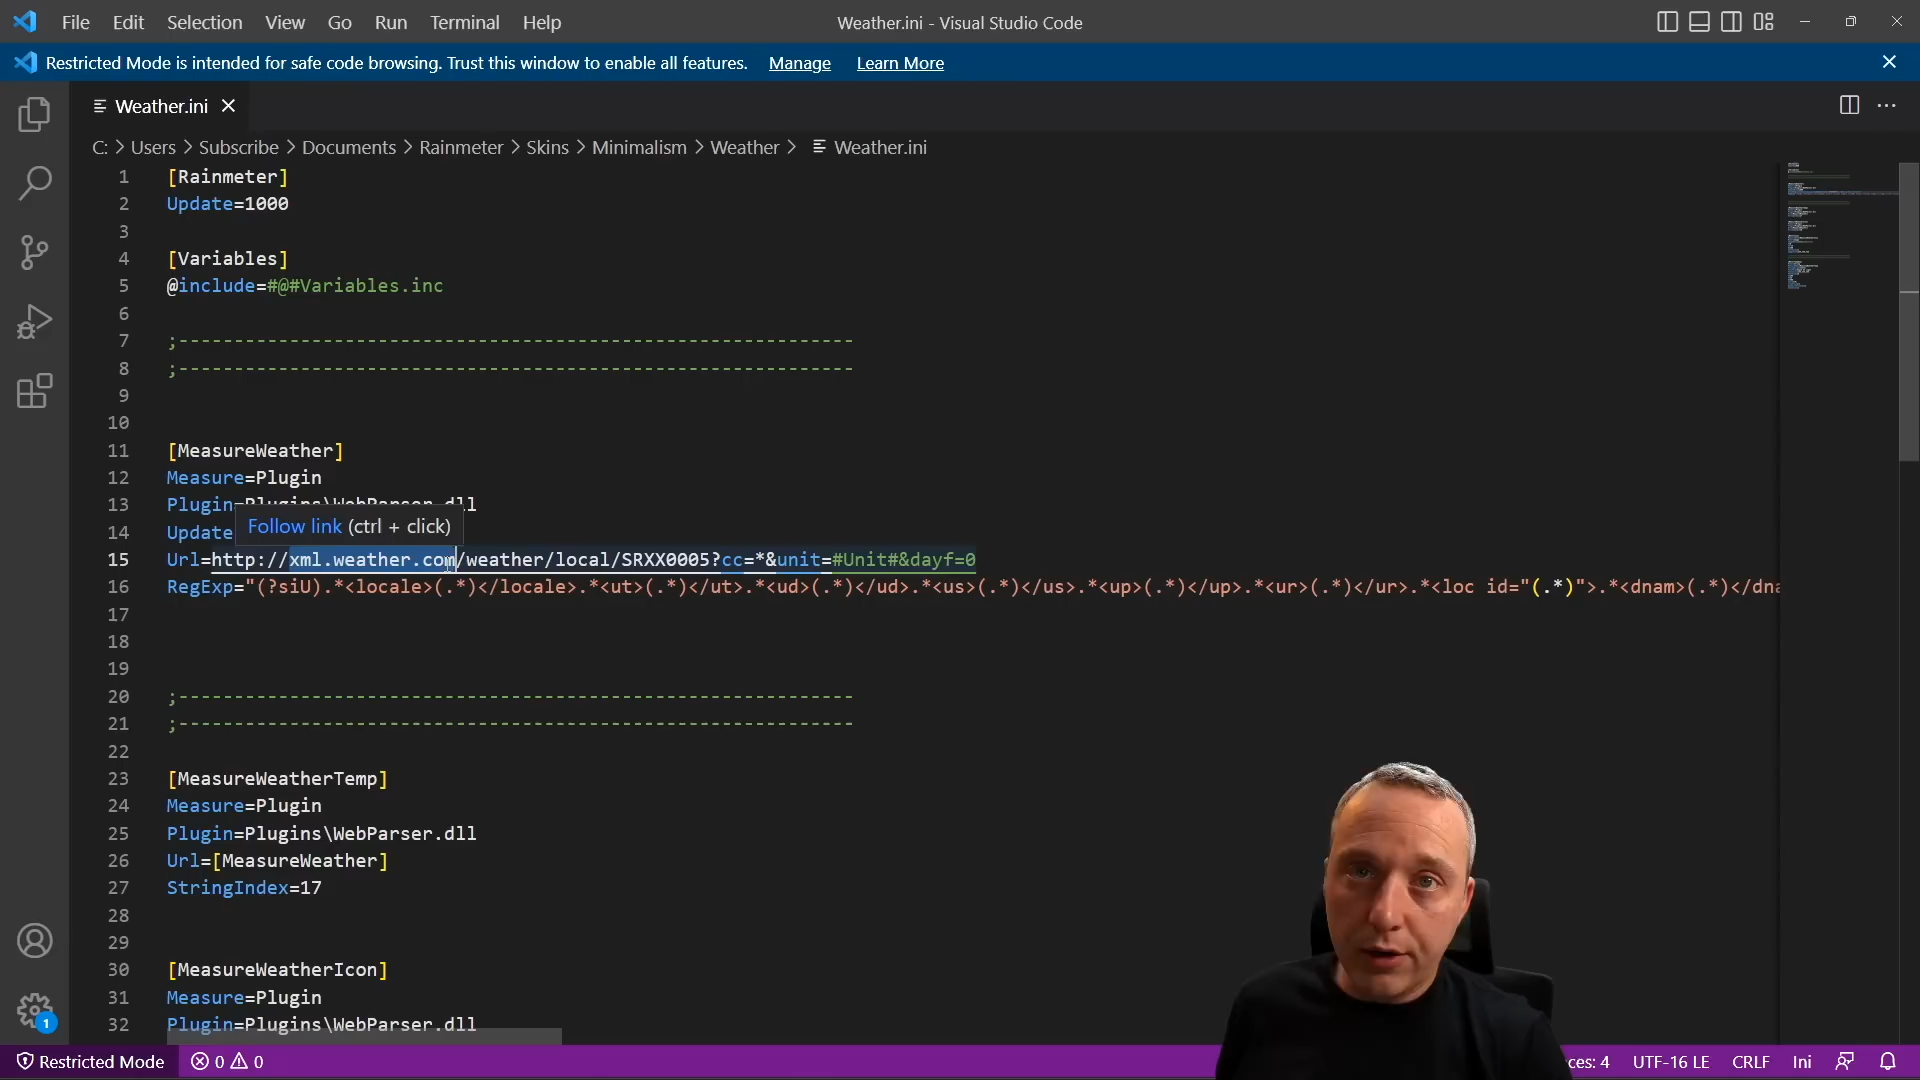 File Edit Selection View Go Run Terminal Help
Weather.ini - Visual Studio Code
Restricted Mode is intended for safe code browsing. Trust this window to enable all features. Manage Learn More
Weather.ini
C: > Users > Subscribe > Documents > Rainmeter > Skins > Minimalism > Weather > Weather.ini
1 [Rainmeter]
2 Update=1000
3
4 [Variables]
5 @include=#@#Variables.inc
6
7 ;-------------------------------------------------------------
8 ;-------------------------------------------------------------
9
10
11 [MeasureWeather]
12 Measure=Plugin
13 Plugin=Plugins\WebParser.dll
Follow link (ctrl + click)
14 Update
15 Url=http://xml.weather.com/weather/local/SRXX0005?cc=*&unit=#Unit#&dayf=0
16 RegExp="(?siU).*<locale>(.*)</locale>.*<ut>(.*)</ut>.*<ud>(.*)</ud>.*<us>(.*)</us>.*<up>(.*)</up>.*<ur>(.*)</ur>.*<loc id="(.*)">.*<dnam>(.*)</dna
17
18
19
20 ;-------------------------------------------------------------
21 ;-------------------------------------------------------------
22
23 [MeasureWeatherTemp]
24 Measure=Plugin
25 Plugin=Plugins\WebParser.dll
26 Url=[MeasureWeather]
27 StringIndex=17
28
29
30 [MeasureWeatherIcon]
31 Measure=Plugin
32 Plugin=Plugins\WebParser.dll
1
Restricted Mode 0 0 ces: 4 UTF-16 LE CRLF Ini